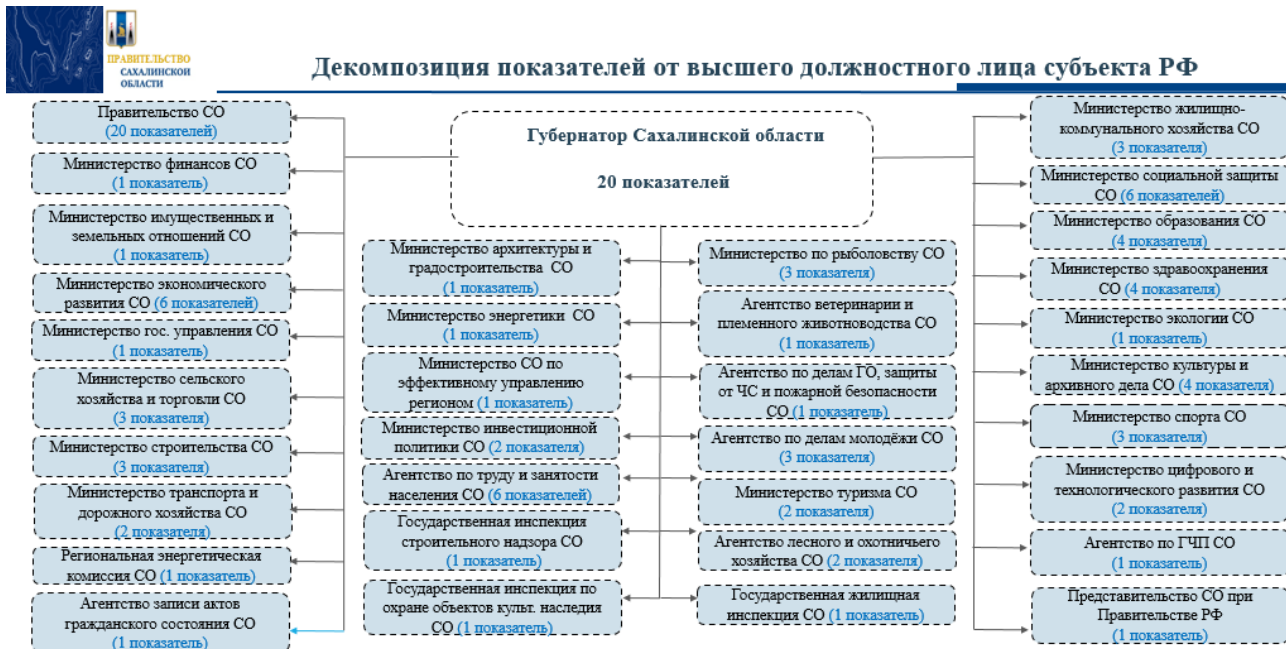 ПРАВИТЕЛЬСТВО
САХАЛИНСКОЙ
ОБЛАСТИ
Декомпозиция показателей от высшего должностного лица субъекта РФ
Правительство СО
(20 показателей)
Министерство финансов СО
(1 показатель)
Министерство имущественных и
земельных отношений СО
(1 показатель)
Министерство экономического
развития СО (6 показателей)
Министерство гос. управления СО
(1 показатель)
Министерство сельского
хозяйства и торговли СО
(3 показателя)
Министерство строительства СО
(3 показателя)
Министерство транспорта и
дорожного хозяйства СО
(2 показателя)
Региональная энергетическая
комиссия СО (1 показатель)
Агентство записи актов
гражданского состояния СО
(1 показатель)
Губернатор Сахалинской области
20 показателей
Министерство архитектуры и
градостроительства СО
(1 показатель)
Министерство энергетики СО
(1 показатель)
Министерство СО по
эффективному управлению
регионом (1 показатель)
Министерство инвестиционной
политики СО (2 показателя)
Агентство по труду и занятости
населения СО (6 показателей)
Государственная инспекция
строительного надзора СО
(1 показатель)
Государственная инспекция по
охране объектов культ. наследия
СО (1 показатель)
Министерство по рыболовству СО
(3 показателя)
Агентство ветеринарии и
племенного животноводства СО
(1 показатель)
Агентство по делам ГО, защиты
от ЧС и пожарной безопасности
СО (1 показатель)
Агентство по делам молодёжи СО
(3 показателя)
Министерство туризма СО
(2 показателя)
Агентство лесного и охотничьего
хозяйства СО (2 показателя)
Государственная жилищная
инспекция СО (1 показатель)
Министерство жилищно-
коммунального хозяйства СО
(3 показателя)
Министерство социальной защиты
СО (6 показателей)
Министерство образования СО
(4 показателя)
Министерство здравоохранения
СО (4 показателя)
Министерство экологии СО
(1 показатель)
Министерство культуры и
архивного дела СО (4 показателя)
Министерство спорта СО
(3 показателя)
Министерство цифрового и
технологического развития СО
(2 показателя)
Агентство по ГЧП СО
(1 показатель)
Представительство СО при
Правительстве РФ
(1 показатель)